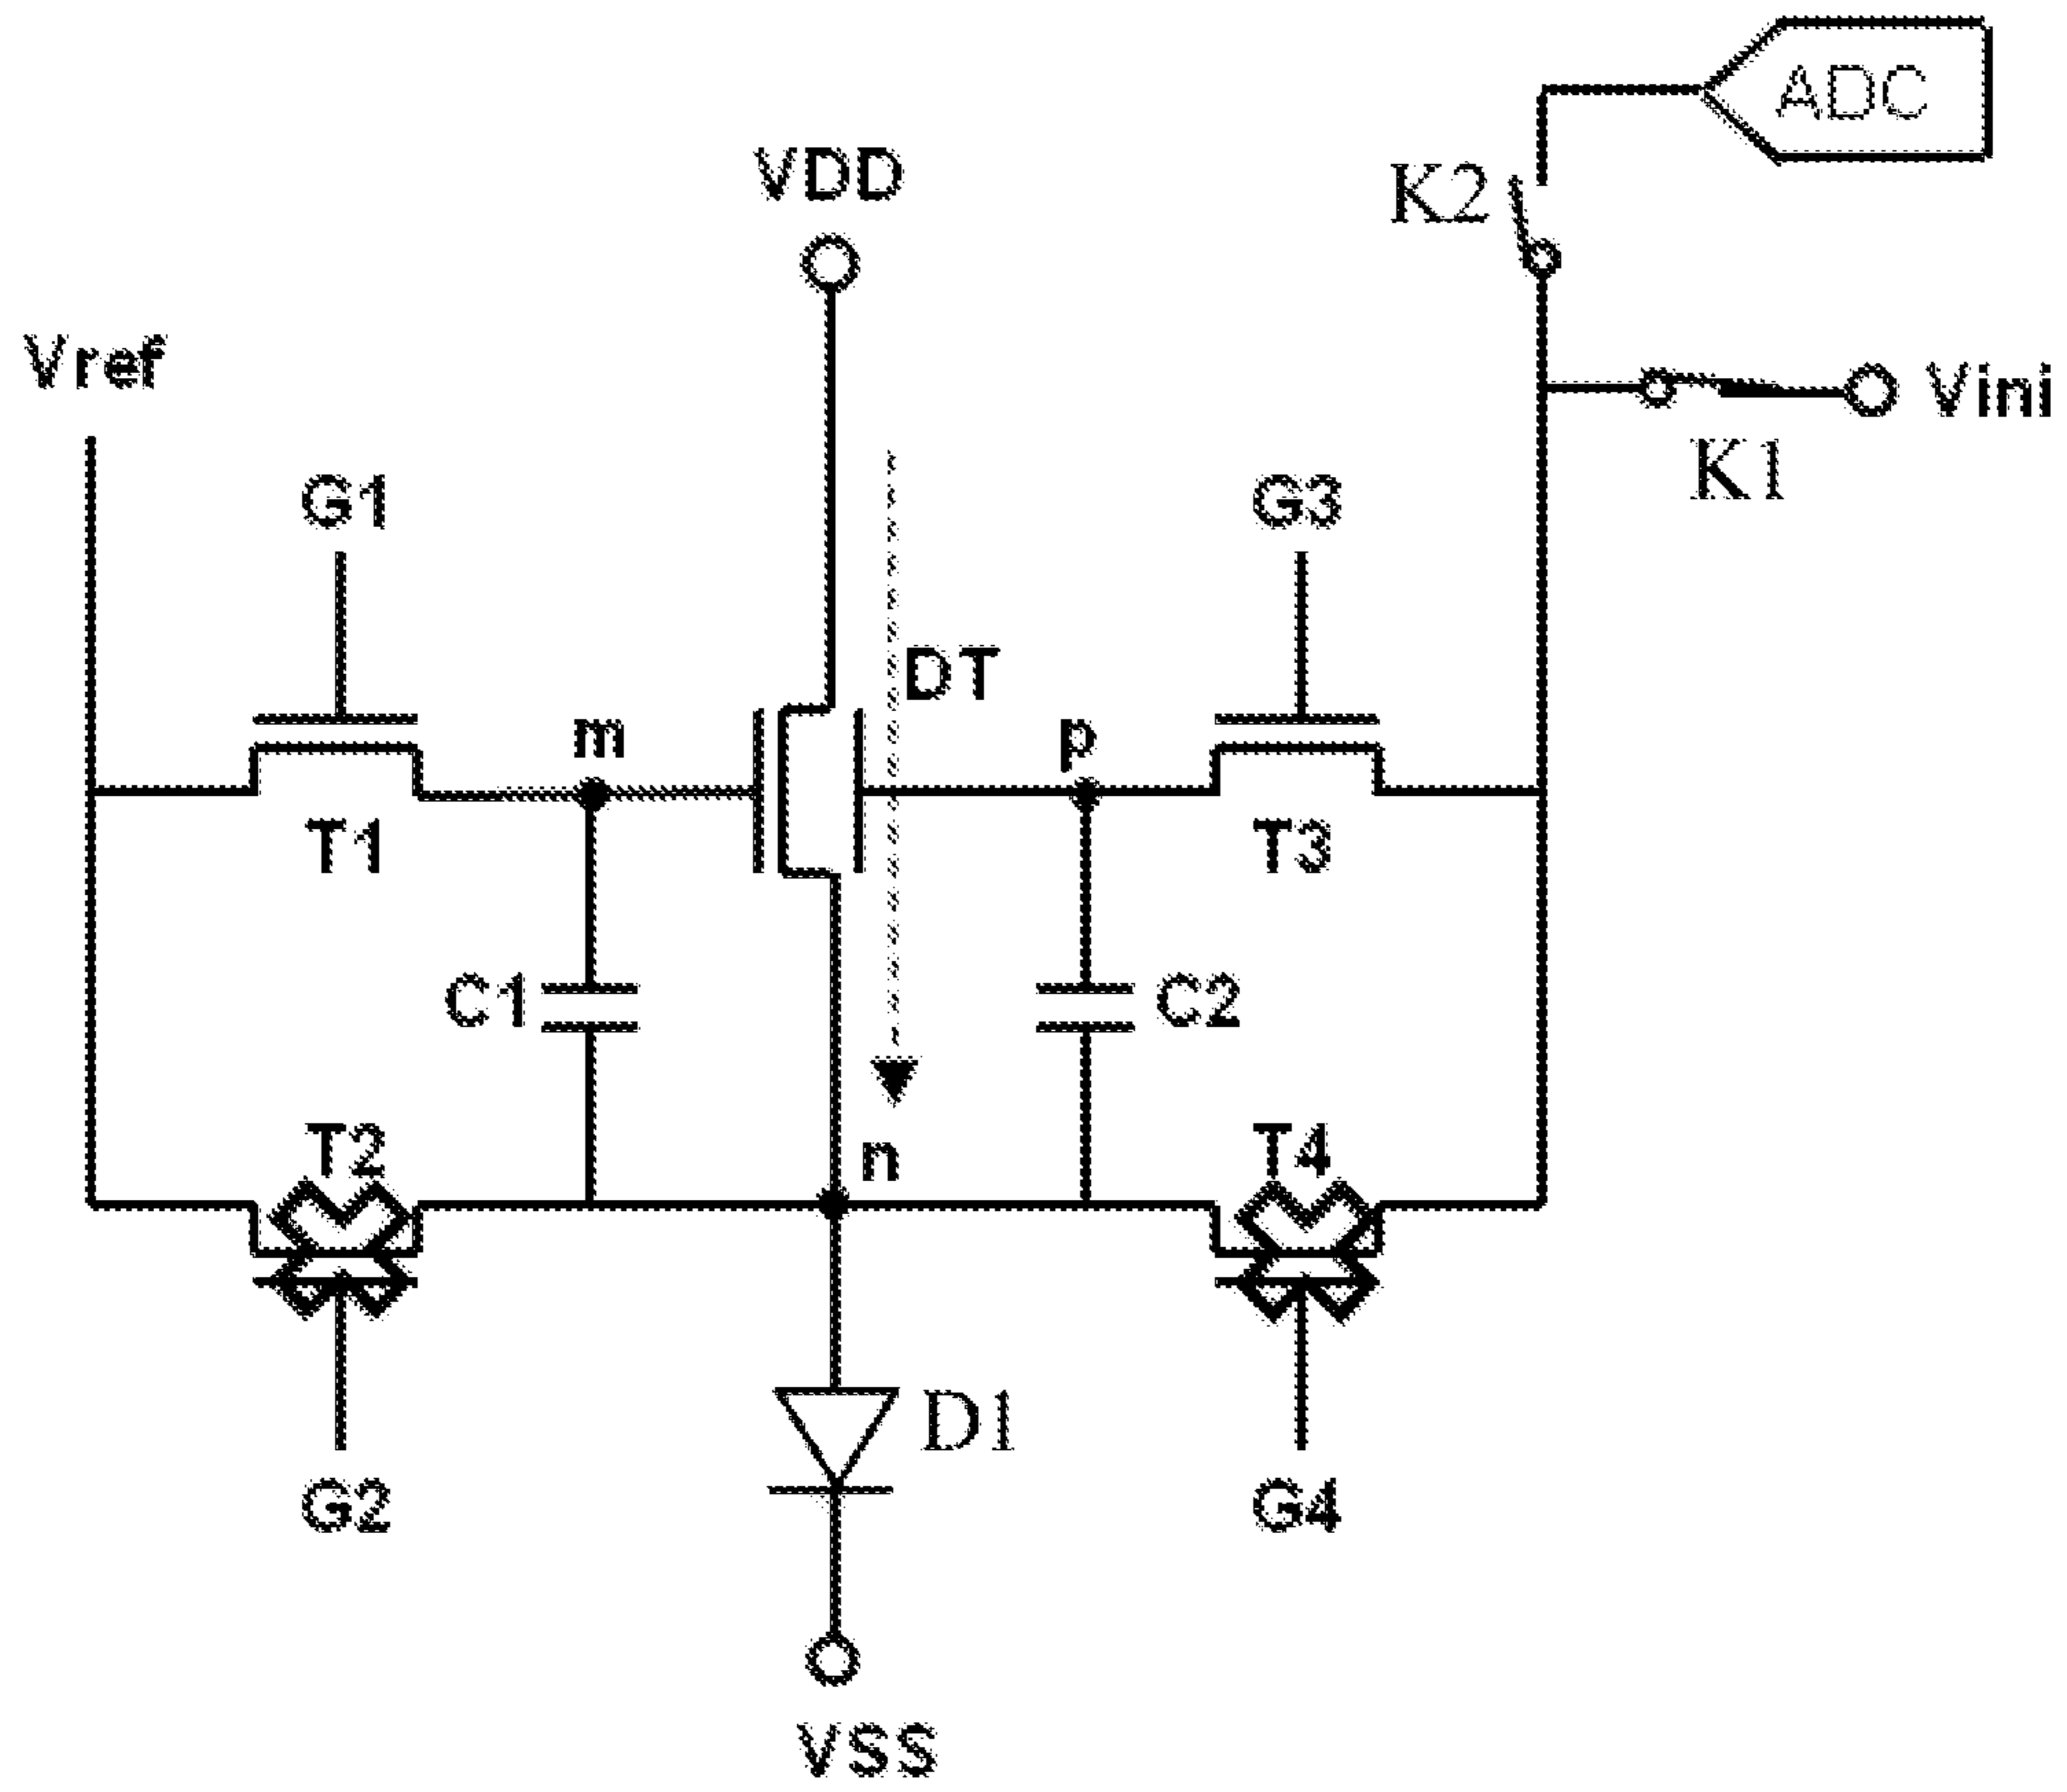 ADC
VDD
K2
Vref
Vini
K1
G1
G3
DT
m
p
T1
T3
C1
C2
T2
n
T4
D1
G2
G4
VSS